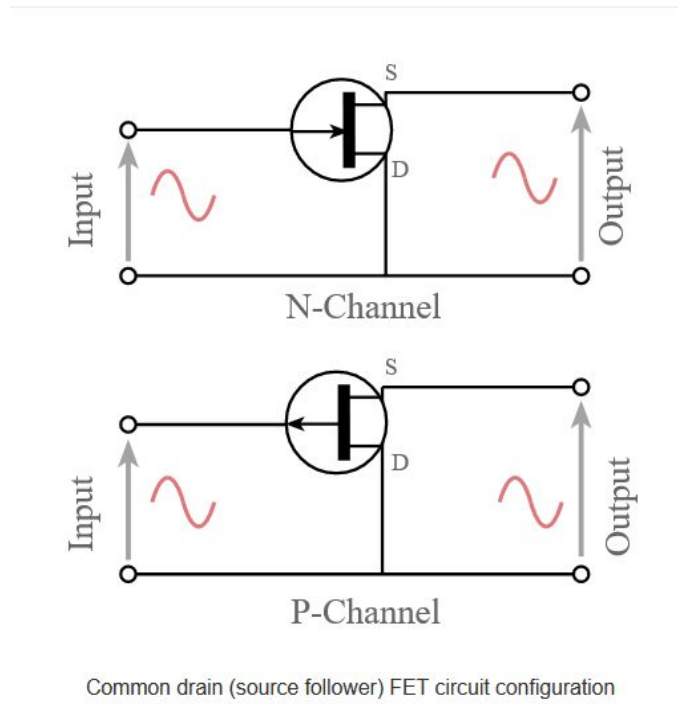 S
Input
D
Output
N-Channel
S
Input
D
Output
P-Channel
Common drain (source follower) FET circuit configuration